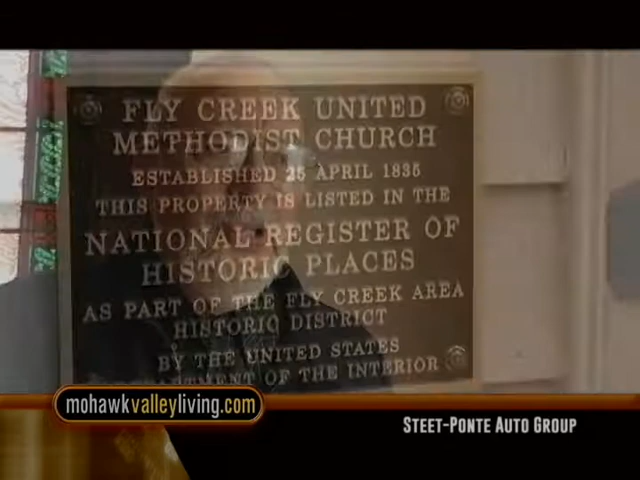 FLY CREEK UNITED
METHODIST CHURCH
ESTABLISHED 25 APRIL 1835
THIS PROPERTY IS LISTED IN THE
NATIONAL REGISTER OF
HISTORIC PLACES
AS PART OF THE FLY CREEK AREA
HISTORIC DISTRICT
BY THE UNITED STATES
DEPARTMENT OF THE INTERIOR
mohawkvalleyliving.com
STEET-PONTE AUTO GROUP